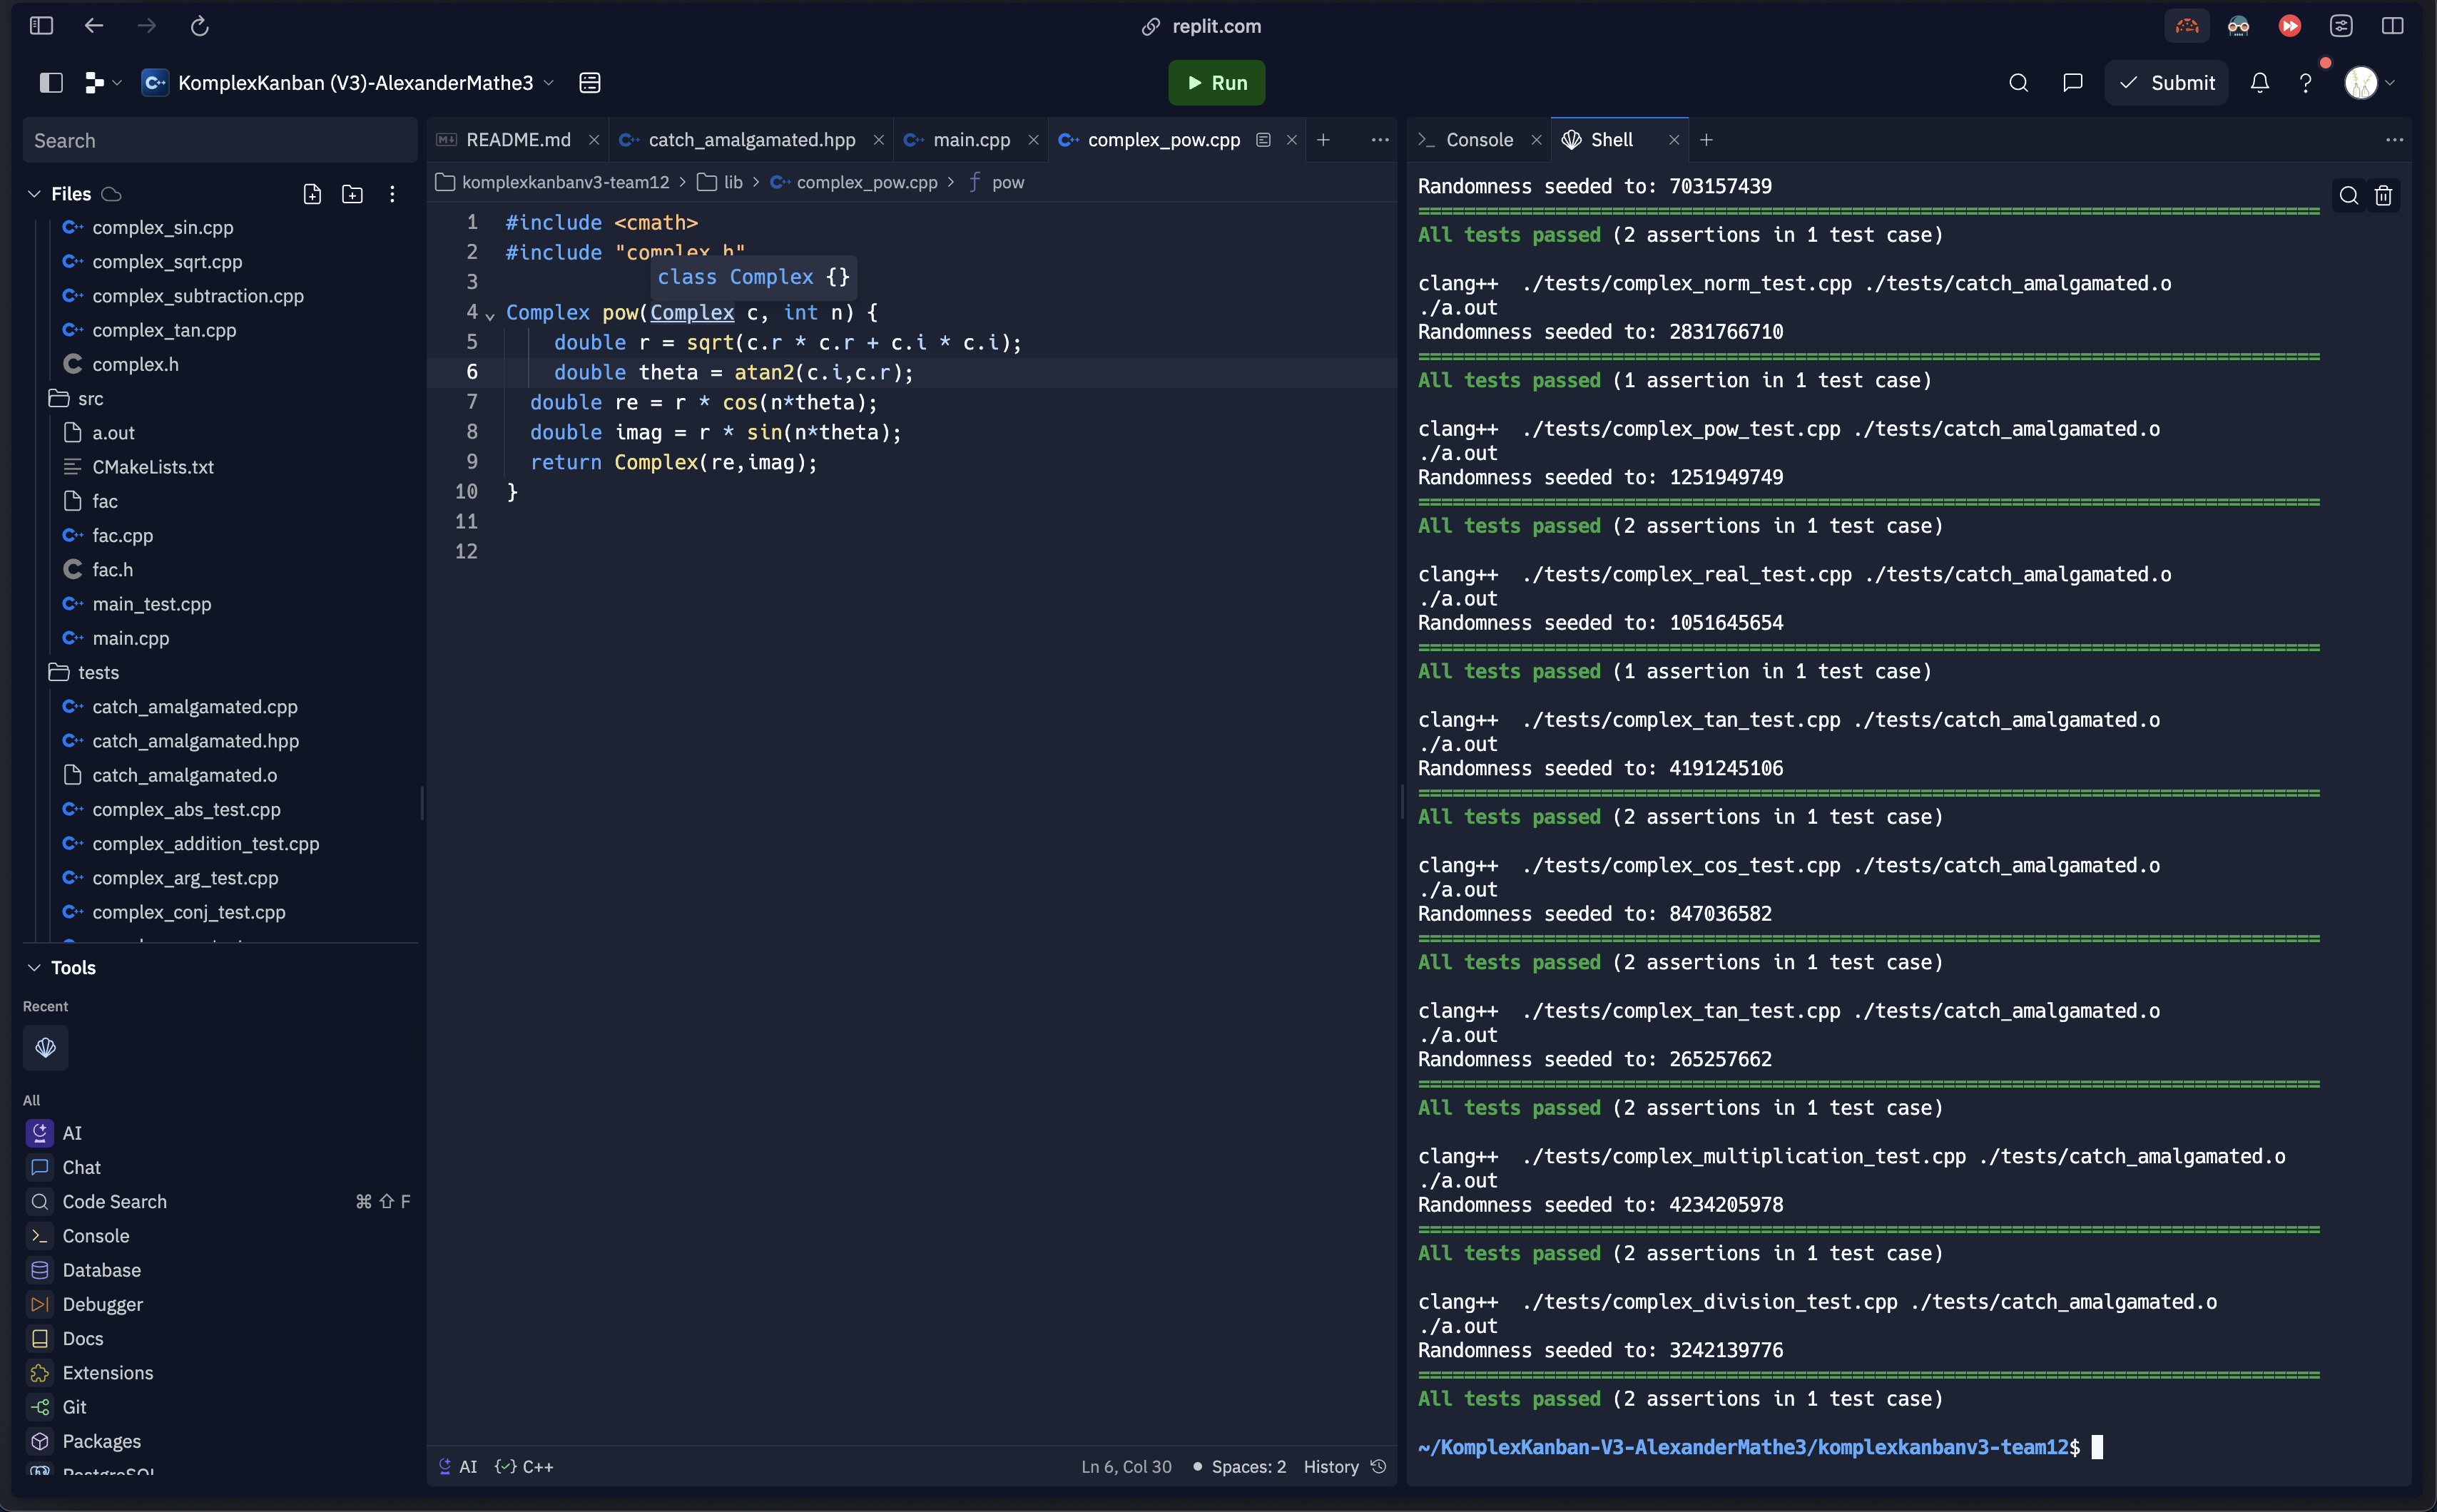 replit.com
KomplexKanban (V3)-AlexanderMathe3
Run
Submit
Search
Files
complex_sin.cpp
complex_sqrt.cpp
complex_subtraction.cpp
complex_tan.cpp
complex.h
src
a.out
CMakeLists.txt
fac
fac.cpp
fac.h
main_test.cpp
main.cpp
tests
catch_amalgamated.cpp
catch_amalgamated.hpp
catch_amalgamated.o
complex_abs_test.cpp
complex_addition_test.cpp
complex_arg_test.cpp
complex_conj_test.cpp
Tools
Recent
All
AI
Chat
Code Search ⌘ ⇧ F
Console
Database
Debugger
Docs
Extensions
Git
Packages
PostgreSQL
README.md
catch_amalgamated.hpp
main.cpp
complex_pow.cpp
komplexkanbanv3-team12 > lib > complex_pow.cpp > pow
1 #include <cmath>
2 #include "complex.h"
class Complex {}
3
4 Complex pow(Complex c, int n) {
5 double r = sqrt(c.r * c.r + c.i * c.i);
6 double theta = atan2(c.i,c.r);
7 double re = r * cos(n*theta);
8 double imag = r * sin(n*theta);
9 return Complex(re,imag);
10 }
11
12
AI {✓} C++ Ln 6, Col 30 Spaces: 2 History
Console
Shell
Randomness seeded to: 703157439
===============================================================================
All tests passed (2 assertions in 1 test case)
clang++  ./tests/complex_norm_test.cpp ./tests/catch_amalgamated.o
./a.out
Randomness seeded to: 2831766710
===============================================================================
All tests passed (1 assertion in 1 test case)
clang++  ./tests/complex_pow_test.cpp ./tests/catch_amalgamated.o
./a.out
Randomness seeded to: 1251949749
===============================================================================
All tests passed (2 assertions in 1 test case)
clang++  ./tests/complex_real_test.cpp ./tests/catch_amalgamated.o
./a.out
Randomness seeded to: 1051645654
===============================================================================
All tests passed (1 assertion in 1 test case)
clang++  ./tests/complex_tan_test.cpp ./tests/catch_amalgamated.o
./a.out
Randomness seeded to: 4191245106
===============================================================================
All tests passed (2 assertions in 1 test case)
clang++  ./tests/complex_cos_test.cpp ./tests/catch_amalgamated.o
./a.out
Randomness seeded to: 847036582
===============================================================================
All tests passed (2 assertions in 1 test case)
clang++  ./tests/complex_tan_test.cpp ./tests/catch_amalgamated.o
./a.out
Randomness seeded to: 265257662
===============================================================================
All tests passed (2 assertions in 1 test case)
clang++  ./tests/complex_multiplication_test.cpp ./tests/catch_amalgamated.o
./a.out
Randomness seeded to: 4234205978
===============================================================================
All tests passed (2 assertions in 1 test case)
clang++  ./tests/complex_division_test.cpp ./tests/catch_amalgamated.o
./a.out
Randomness seeded to: 3242139776
===============================================================================
All tests passed (2 assertions in 1 test case)
~/KomplexKanban-V3-AlexanderMathe3/komplexkanbanv3-team12$